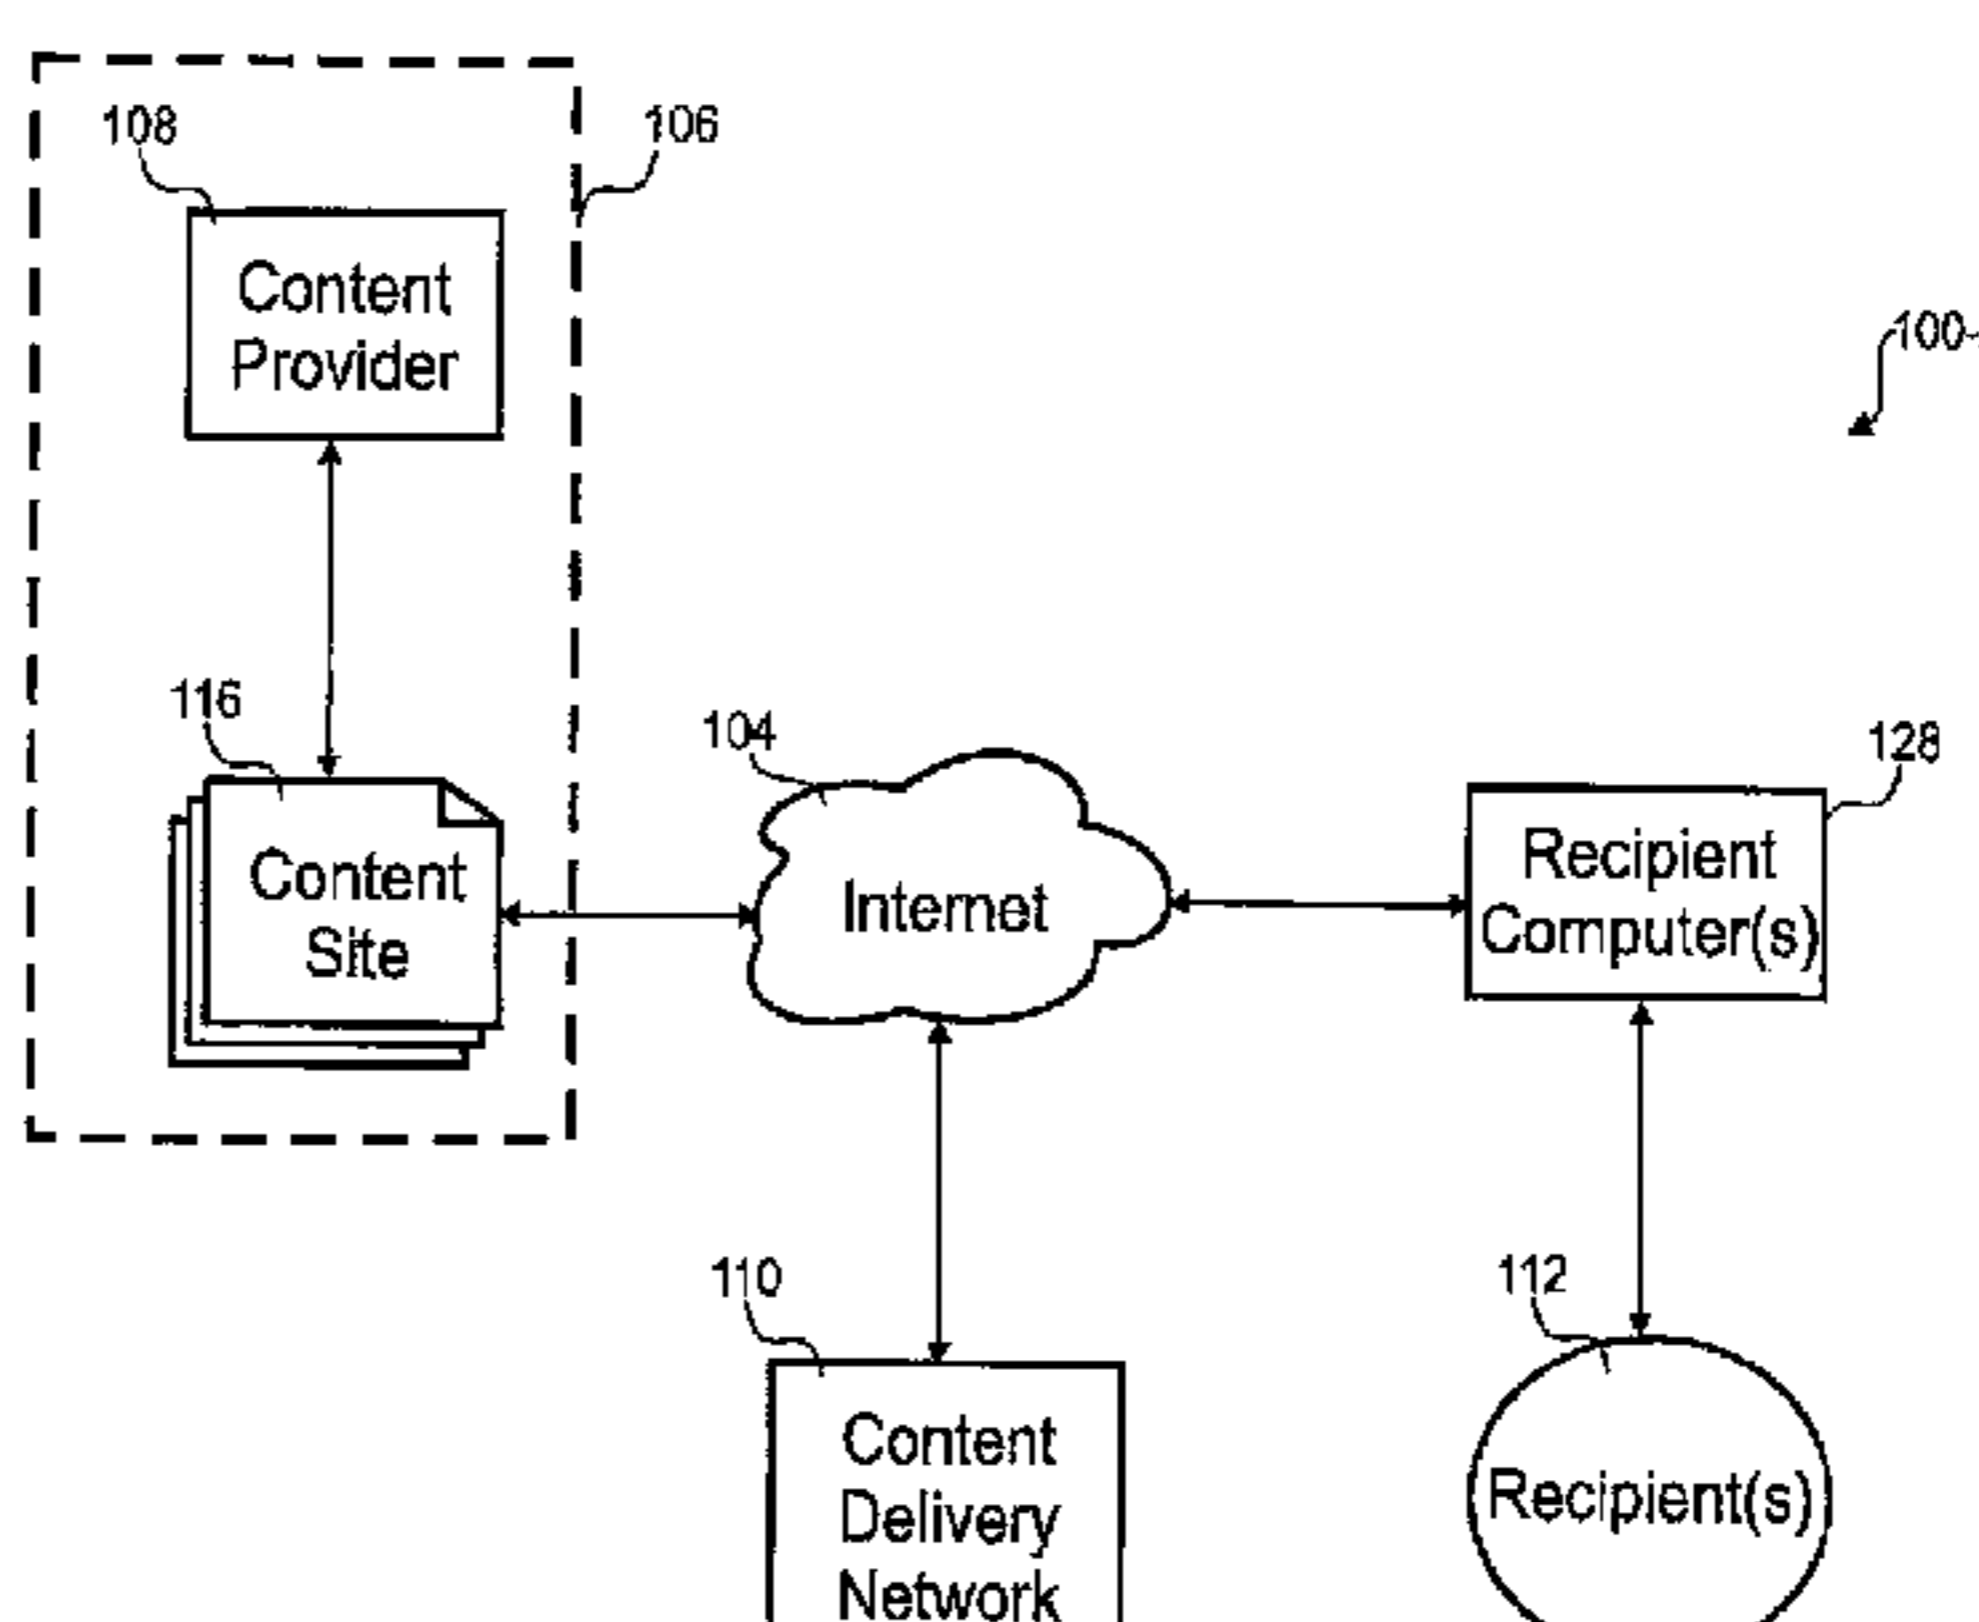 108
106
Content
Provider
100-
116
104
128
Content
Site
Internet
Recipient
Computer(s)
110
112
Content
Delivery
Network
Recipient(s)